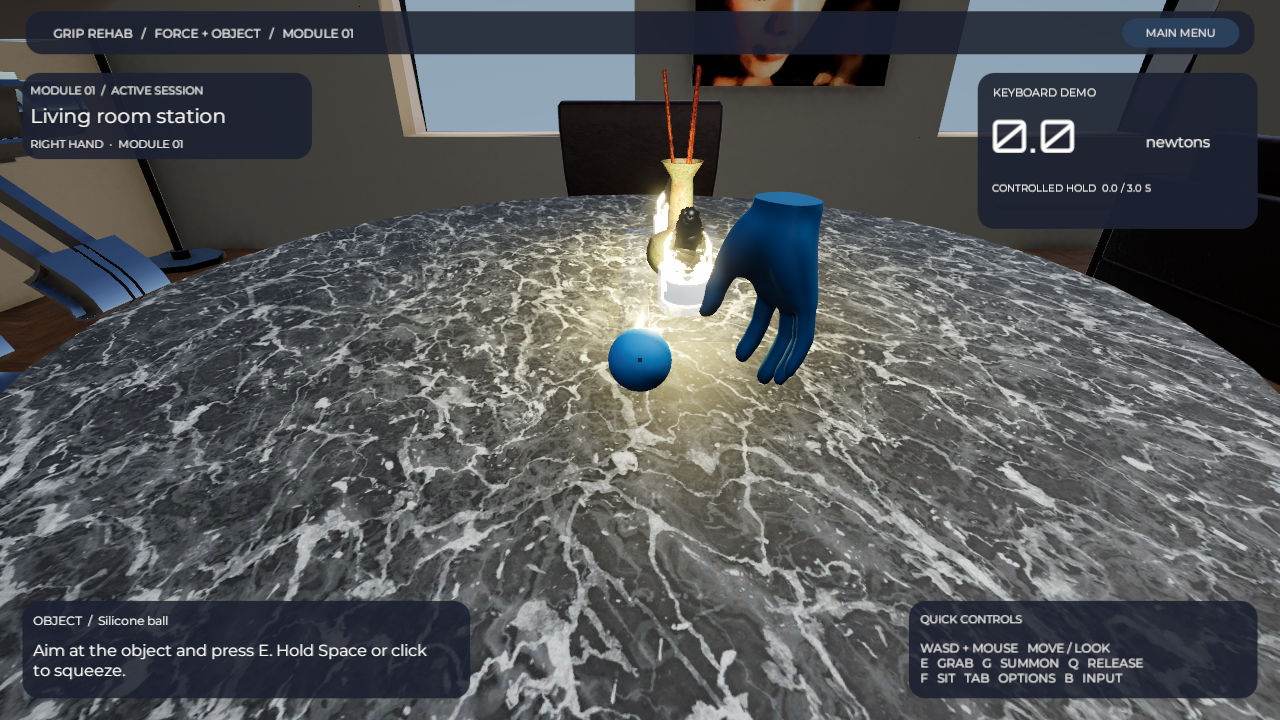 GRIP REHAB / FORCE + OBJECT / MODULE 01
MAIN MENU
MODULE 01 / ACTIVE SESSION
Living room station
RIGHT HAND · MODULE 01
KEYBOARD DEMO
0.0 newtons
CONTROLLED HOLD 0.0 / 3.0 S
OBJECT / Silicone ball
Aim at the object and press E. Hold Space or click
to squeeze.
QUICK CONTROLS
WASD + MOUSE MOVE / LOOK
E GRAB G SUMMON Q RELEASE
F SIT TAB OPTIONS B INPUT